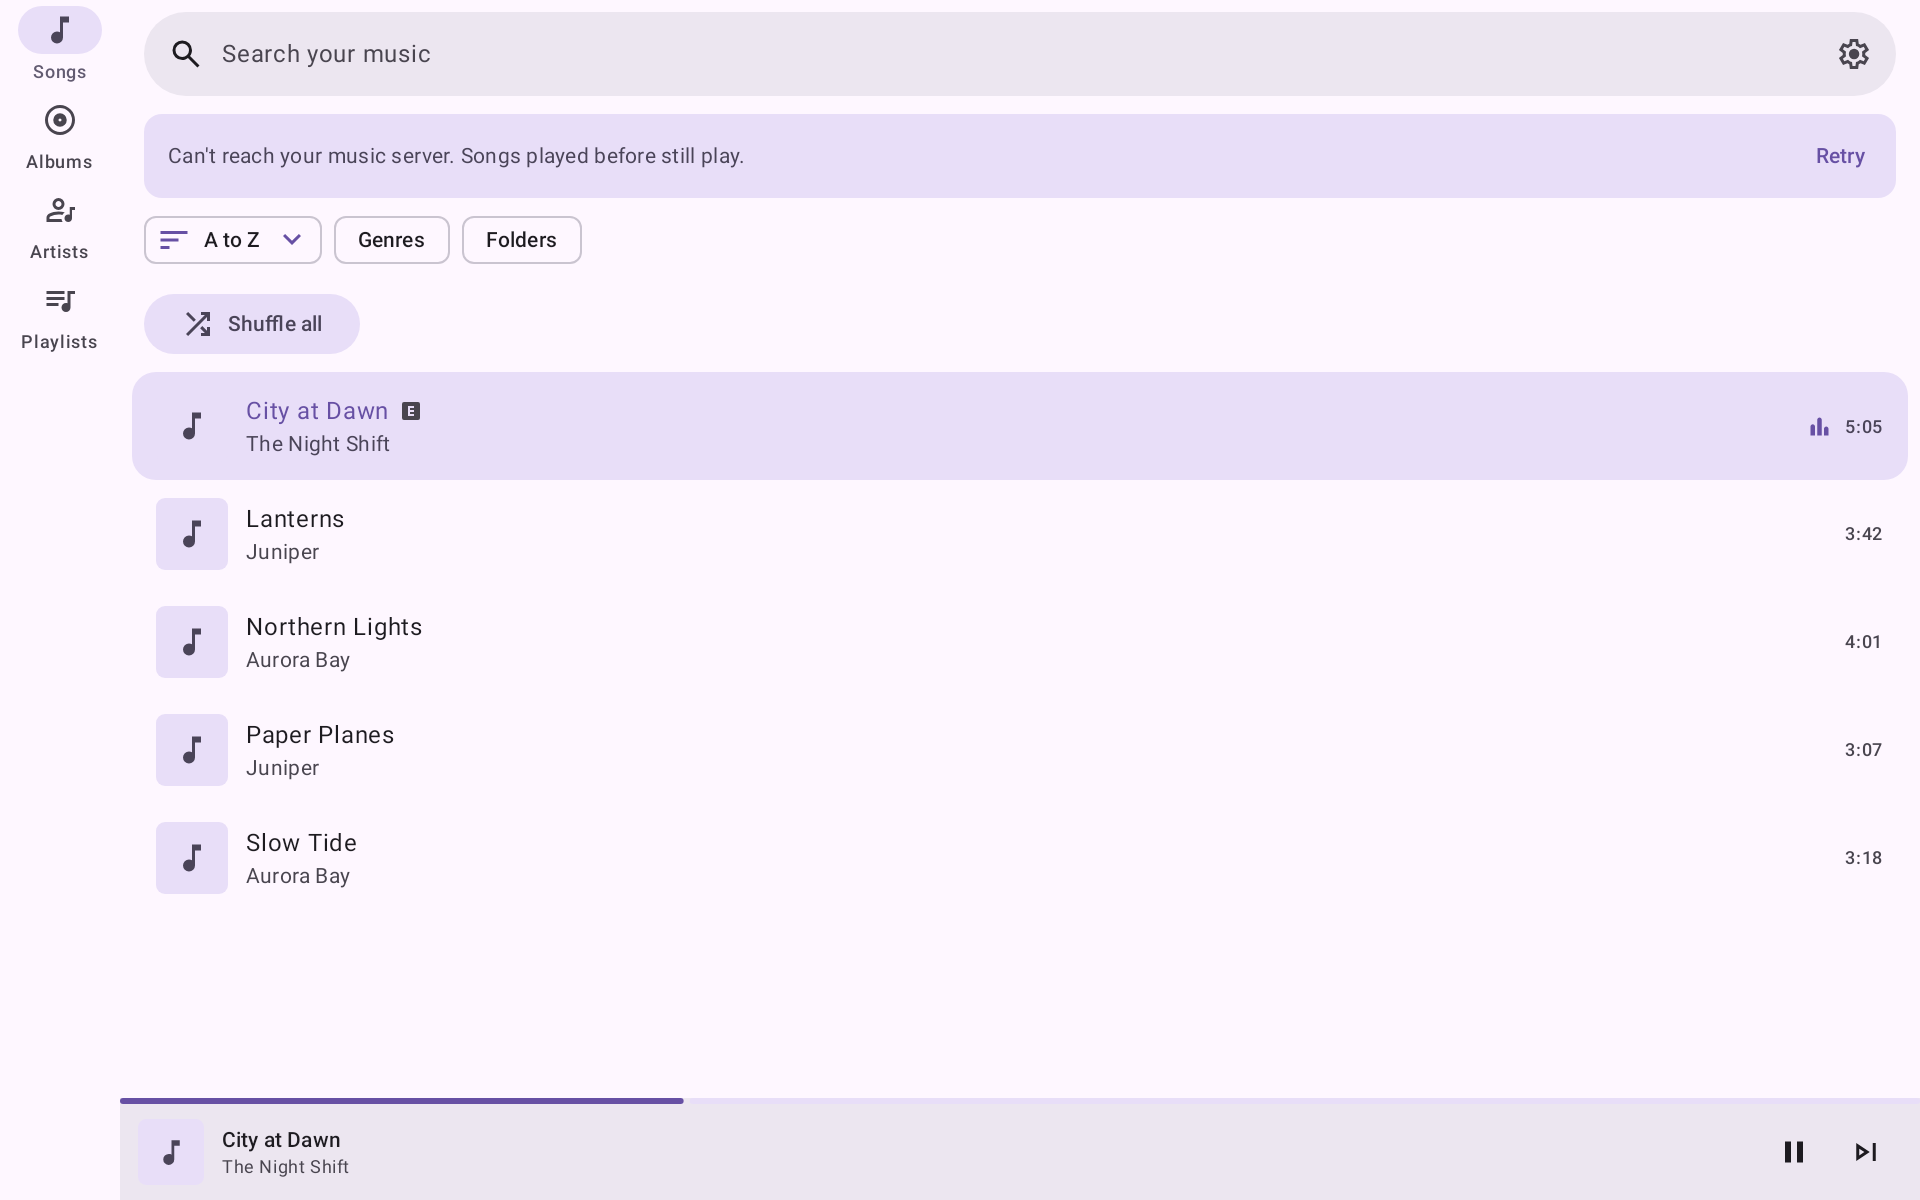 Songs
Albums
Artists
Playlists
Search your music
Can't reach your music server. Songs played before still play.
Retry
A to Z
Genres
Folders
Shuffle all
City at Dawn E
The Night Shift
5:05
Lanterns
Juniper
3:42
Northern Lights
Aurora Bay
4:01
Paper Planes
Juniper
3:07
Slow Tide
Aurora Bay
3:18
City at Dawn
The Night Shift